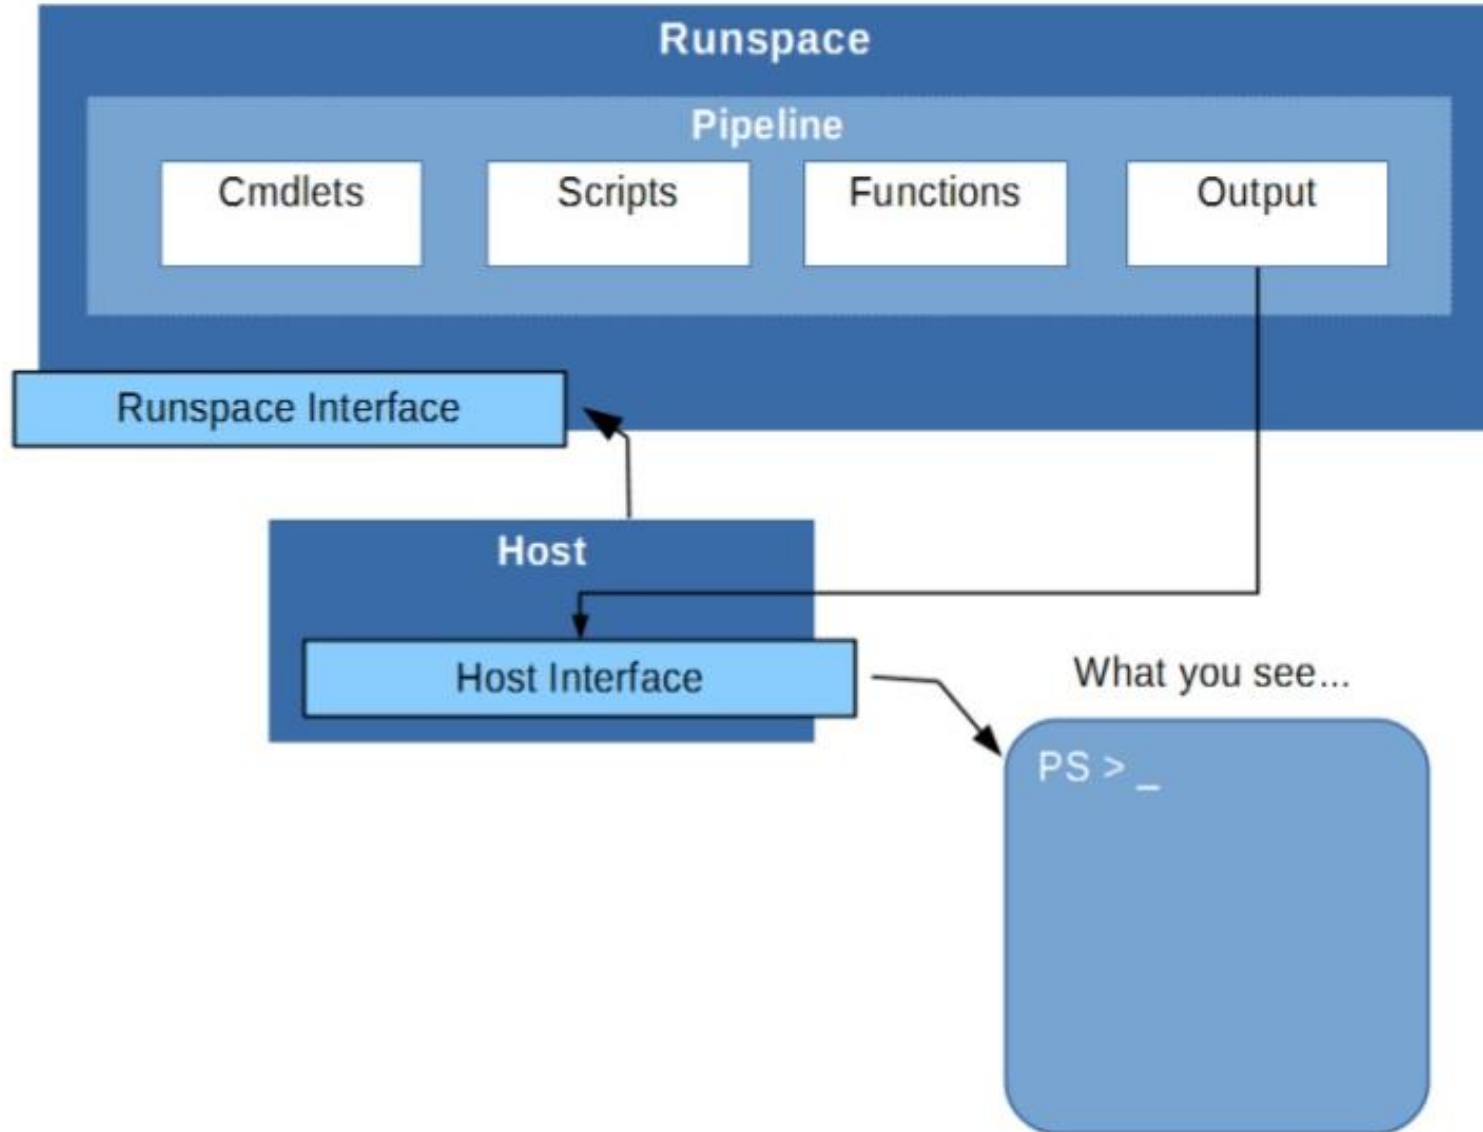 Runspace
Pipeline
Cmdlets
Scripts
Functions
Output
Runspace Interface
Host
Host Interface
What you see...
PS > _